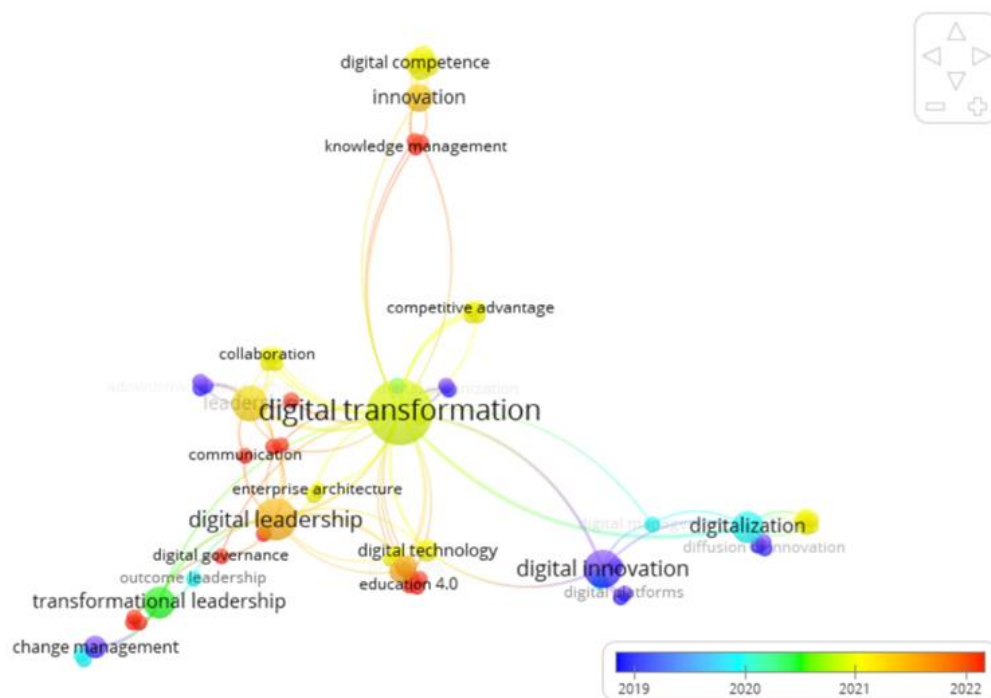 digital competence
innovation
knowledge management
competitive advantage
collaboration
leadership
digital transformation
communication
enterprise architecture
digital leadership
digital technology
digital governance
education 4.0
outcome leadership
transformational leadership
change management
digitalization
diffusion of innovation
digital innovation
digital platforms
2019
2020
2021
2022